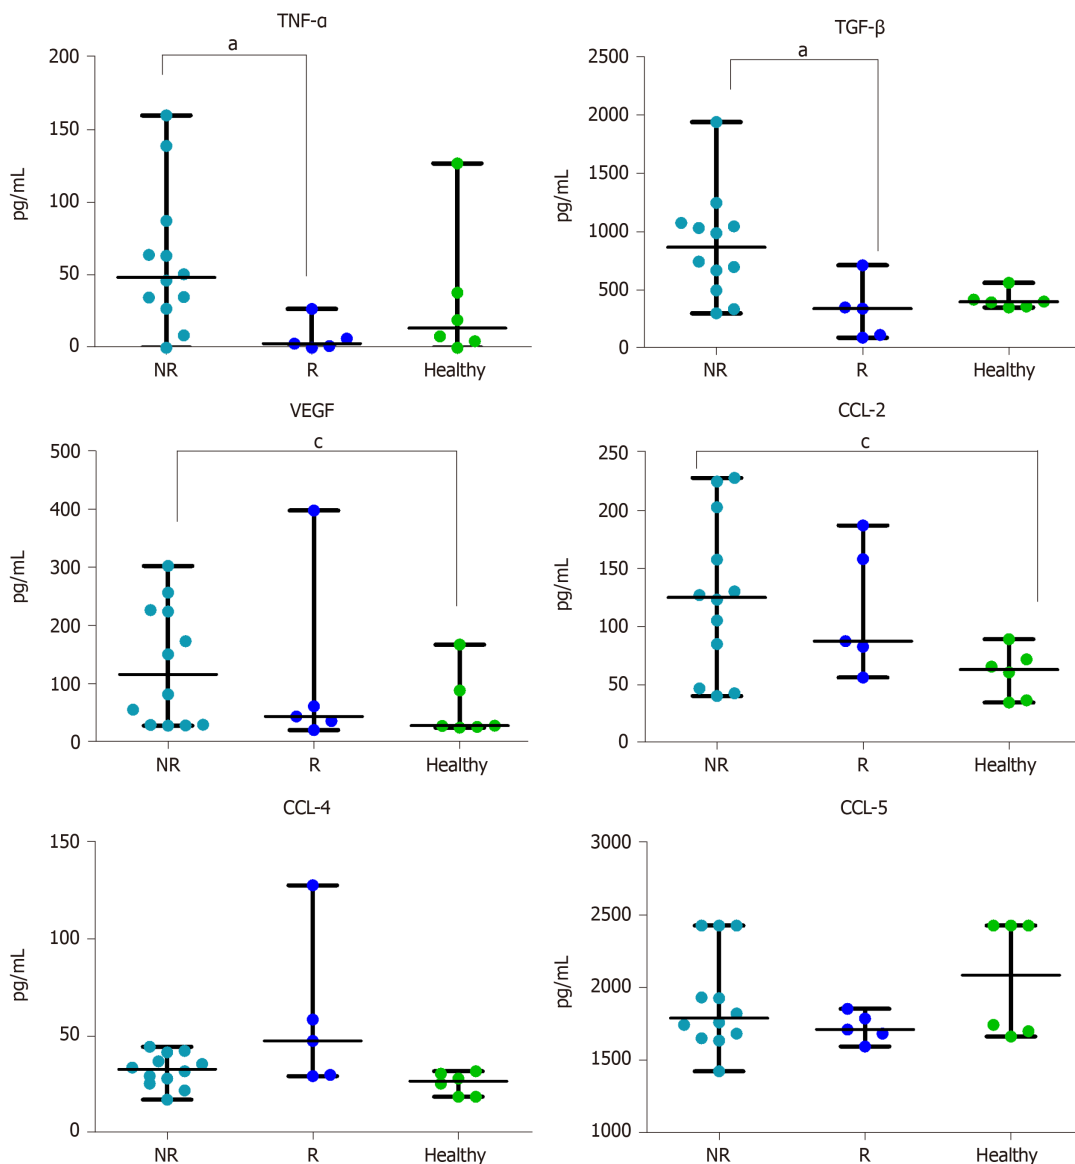 TNF-α
a
200
150
100
50
0
pg/mL
NR
R
Healthy
TGF-β
a
2500
2000
1500
1000
500
0
pg/mL
NR
R
Healthy
VEGF
c
500
400
300
200
100
0
pg/mL
NR
R
Healthy
CCL-2
c
250
200
150
100
50
0
pg/mL
NR
R
Healthy
CCL-4
150
100
50
0
pg/mL
NR
R
Healthy
CCL-5
3000
2500
2000
1500
1000
pg/mL
NR
R
Healthy